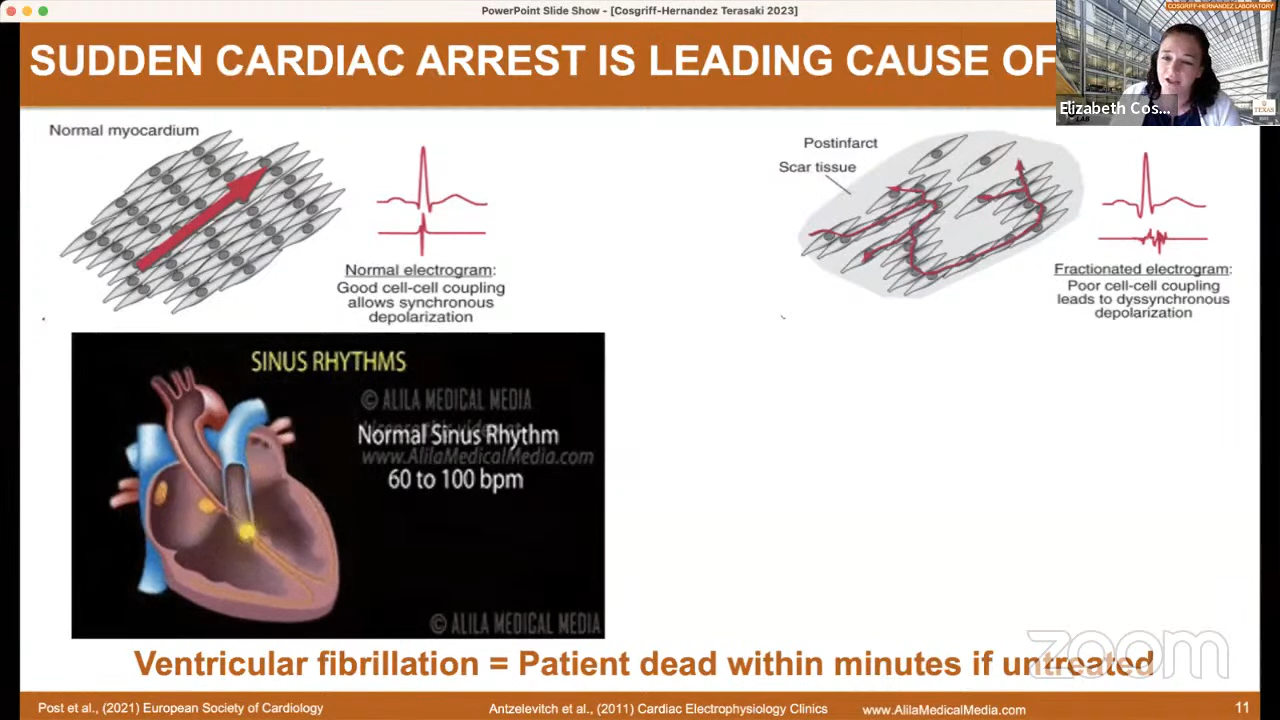 PowerPoint Slide Show - [Cosgriff-Hernandez Terasaki 2023]
COSGRIFF-HERNANDEZ LABORATORY
SUDDEN CARDIAC ARREST IS LEADING CAUSE OF
Elizabeth Cos...
TEXAS
Normal myocardium
Normal electrogram:
Good cell-cell coupling
allows synchronous
depolarization
Postinfarct
Scar tissue
Fractionated electrogram:
Poor cell-cell coupling
leads to dyssynchronous
depolarization
SINUS RHYTHMS
© ALILA MEDICAL MEDIA
Normal Sinus Rhythm
www.AlilaMedicalMedia.com
60 to 100 bpm
© ALILA MEDICAL MEDIA
Ventricular fibrillation = Patient dead within minutes if untreated
zoom
Post et al., (2021) European Society of Cardiology
Antzelevitch et al., (2011) Cardiac Electrophysiology Clinics
www.AlilaMedicalMedia.com
11